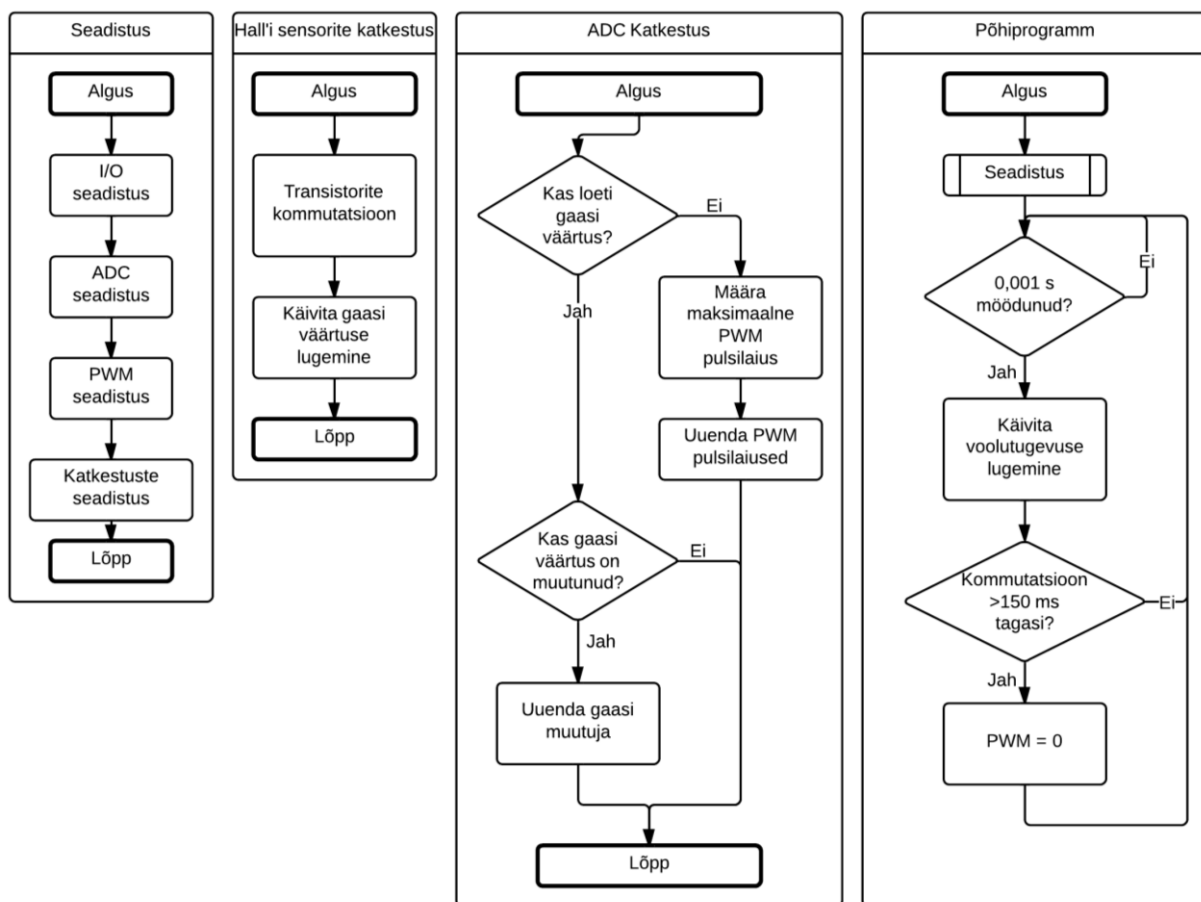 Seadistus
Algus
I/O
seadistus
ADC
seadistus
PWM
seadistus
Katkestuste
seadistus
Lõpp
Hall'i sensorite katkestus
Algus
Transistorite
kommutatsioon
Käivita gaasi
väärtuse
lugemine
Lõpp
ADC Katkestus
Algus
Kas loeti
gaasi
väärtus?
Ei
Jah
Määra
maksimaalne
PWM
pulsilaius
Uuenda PWM
pulsilaiused
Kas gaasi
väärtus on
muutunud?
Ei
Jah
Uuenda gaasi
muutuja
Lõpp
Põhiprogramm
Algus
Seadistus
0,001 s
möödunud?
Ei
Jah
Käivita
voolutugevuse
lugemine
Kommutatsioon
>150 ms
tagasi?
Ei
Jah
PWM = 0